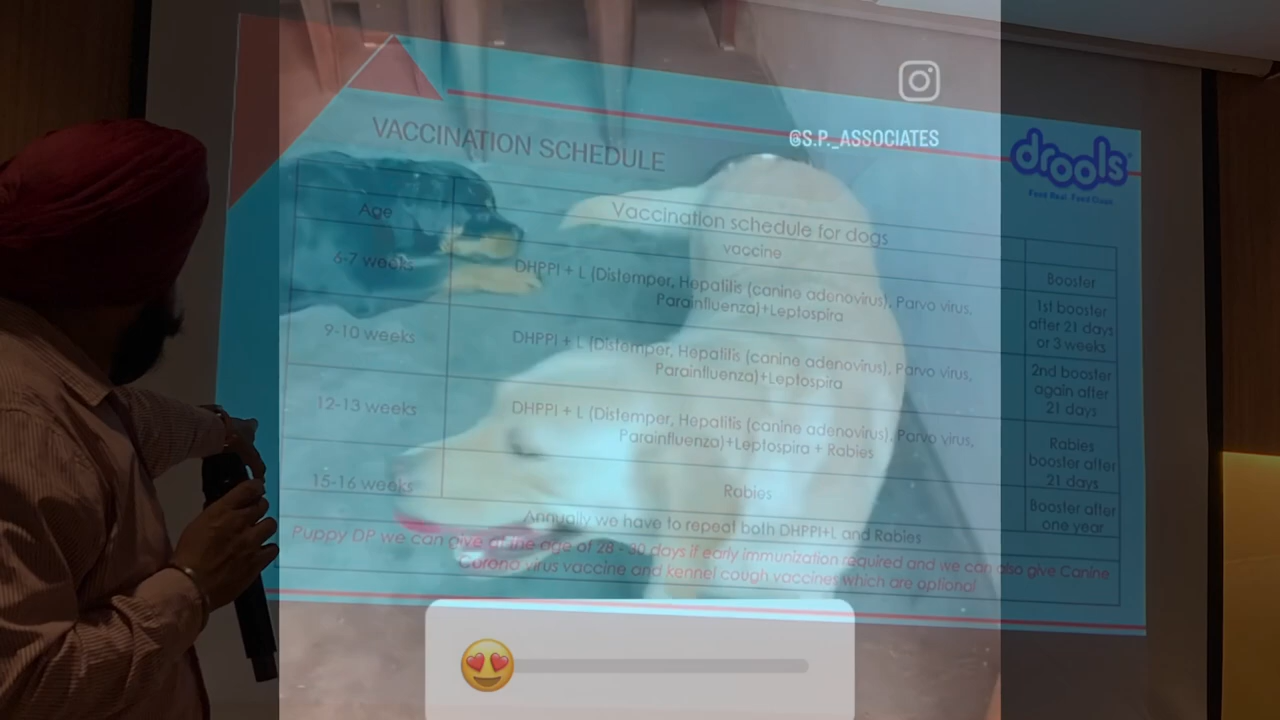 @S.P._ASSOCIATES
drools
Feed Real. Feed Clean.
VACCINATION SCHEDULE
Vaccination schedule for dogs
Age
vaccine
Booster
6-7 weeks
DHPPI + L (Distemper, Hepatitis (canine adenovirus), Parvo virus,
Parainfluenza)+Leptospira
1st booster
after 21 days
or 3 weeks
9-10 weeks
DHPPI + L (Distemper, Hepatitis (canine adenovirus), Parvo virus,
Parainfluenza)+Leptospira
2nd booster
again after
21 days
12-13 weeks
DHPPI + L (Distemper, Hepatitis (canine adenovirus), Parvo virus,
Parainfluenza)+Leptospira + Rabies
Rabies
booster after
21 days
15-16 weeks
Rabies
Booster after
one year
Annually we have to repeat both DHPPI+L and Rabies
Puppy DP we can give at the age of 28 - 30 days if early immunization required and we can also give Canine
Corona virus vaccine and kennel cough vaccines which are optional